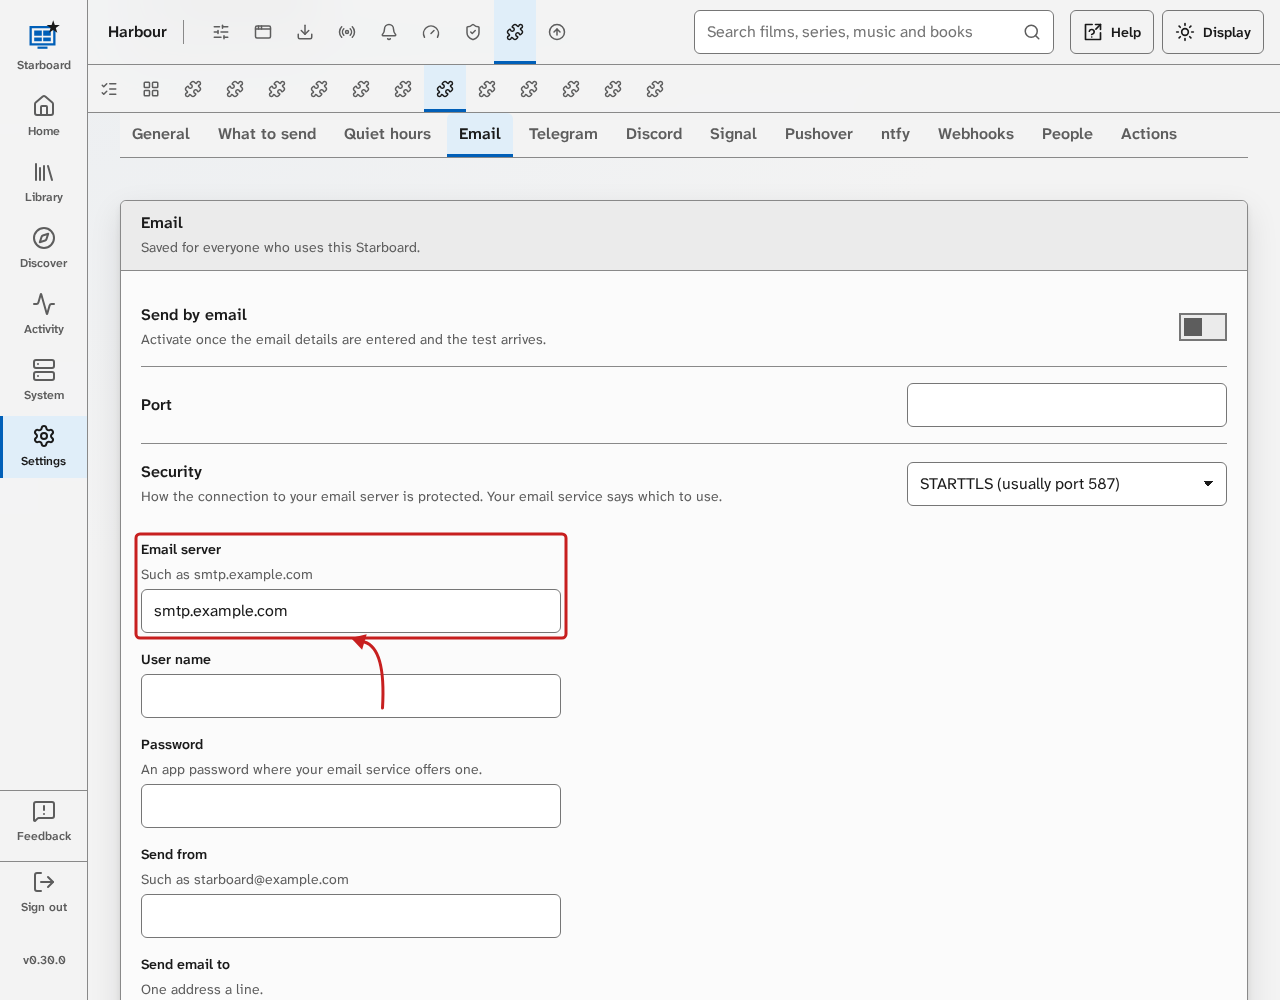 Starboard
Harbour
Search films, series, music and books
Help
Display
Home
Library
Discover
Activity
System
Settings
Feedback
Sign out
v0.30.0
General
What to send
Quiet hours
Email
Telegram
Discord
Signal
Pushover
ntfy
Webhooks
People
Actions
Email
Saved for everyone who uses this Starboard.
Send by email
Activate once the email details are entered and the test arrives.
Port
Security
How the connection to your email server is protected. Your email service says which to use.
STARTTLS (usually port 587)
Email server
Such as smtp.example.com
smtp.example.com
User name
Password
An app password where your email service offers one.
Send from
Such as starboard@example.com
Send email to
One address a line.